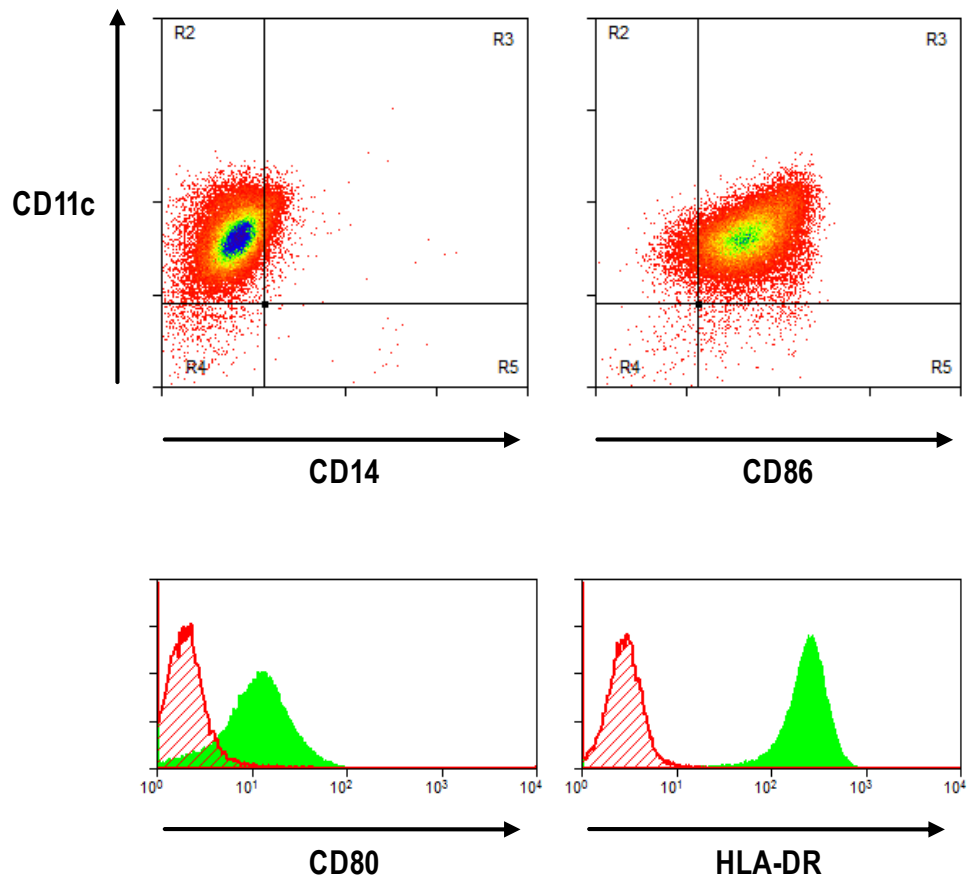 R2 R3 R2 R3
CD11c
R4 R5 R4 R5
CD14 CD86
10⁰ 10¹ 10² 10³ 10⁴ 10⁰ 10¹ 10² 10³ 10⁴
CD80 HLA-DR